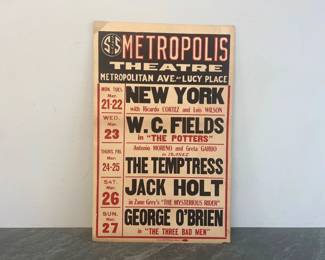 S&S METROPOLIS
THEATRE
METROPOLITAN AVE. AT LUCY PLACE
MON. TUES.
Mar.
21-22
NEW YORK
with Ricardo CORTEZ and Lois WILSON
WED.
Mar.
23
W.C. FIELDS
in "THE POTTERS"
THURS. FRI.
Mar.
24-25
Antonio MORENO and Greta GARBO
in IBANEZ
THE TEMPTRESS
SAT.
Mar.
26
JACK HOLT
in Zane Grey's "THE MYSTERIOUS RIDER"
SUN.
Mar.
27
GEORGE O'BRIEN
in "THE THREE BAD MEN"